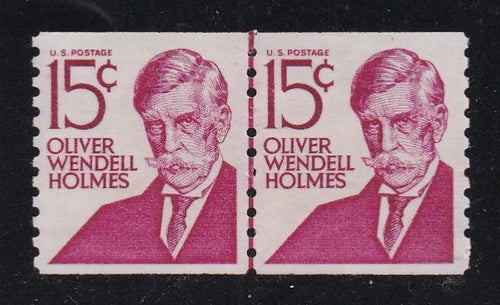 U.S. POSTAGE
15¢
OLIVER
WENDELL
HOLMES
U.S. POSTAGE
15¢
OLIVER
WENDELL
HOLMES